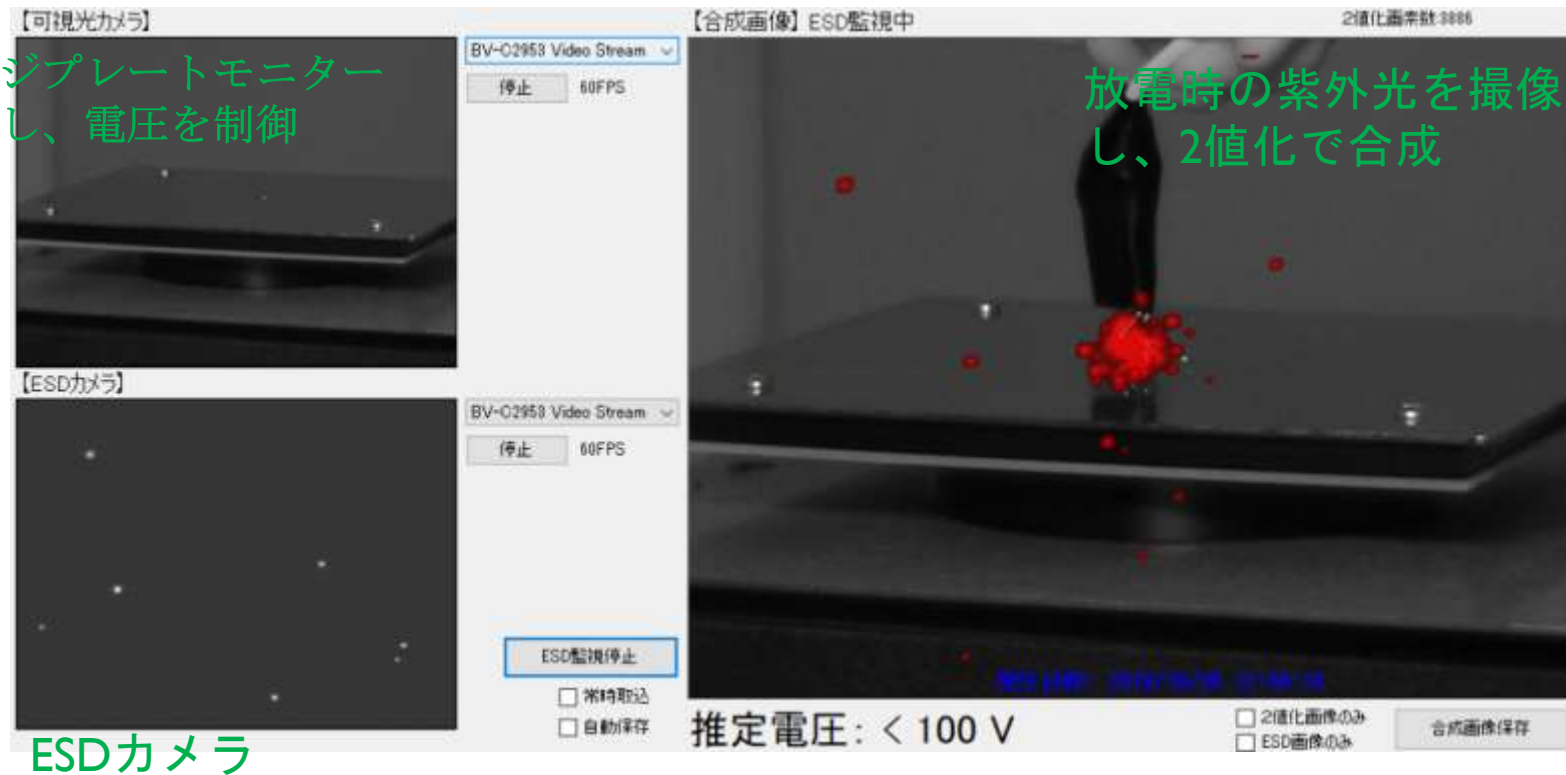 【可視光カメラ】
ジプレートモニター
し、電圧を制御
BV-C2953 Video Stream
停止 60FPS
【ESDカメラ】
BV-C2953 Video Stream
停止 60FPS
ESD監視停止
常時取込
自動保存
ESDカメラ
【合成画像】 ESD監視中
2値化画素数:3886
放電時の紫外光を撮像
し、2値化で合成
推定電圧: < 100 V
2値化画像のみ
ESD画像のみ
合成画像保存